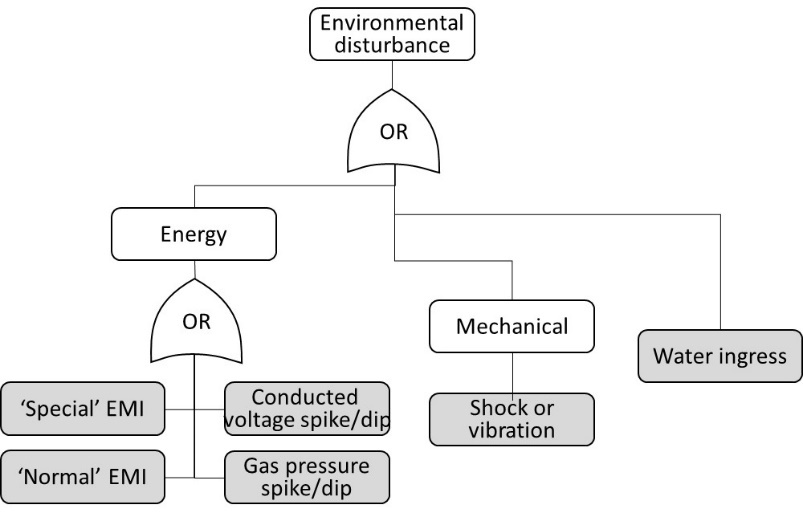 Environmental
disturbance
OR
Energy
OR
Mechanical
Water ingress
‘Special’ EMI
Conducted
voltage spike/dip
Shock or
vibration
‘Normal’ EMI
Gas pressure
spike/dip